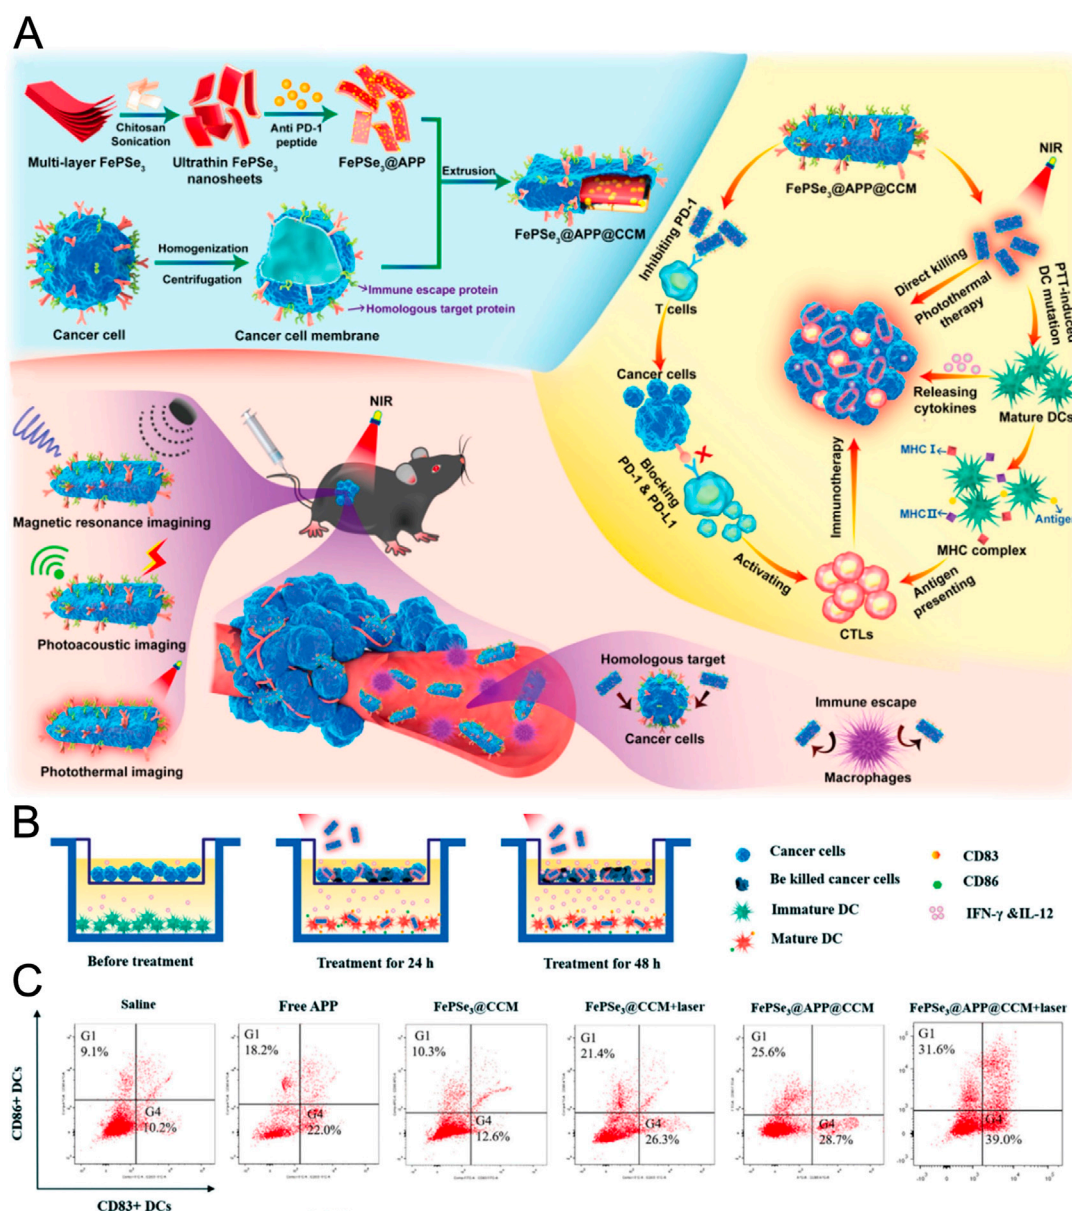 A
Multi-layer FePSe3
Chitosan
Sonication
Ultrathin FePSe3
nanosheets
Anti PD-1
peptide
FePSe3@APP
Extrusion
FePSe3@APP@CCM
Cancer cell
Homogenization
Centrifugation
Cancer cell membrane
Immune escape protein
Homologous target protein
FePSe3@APP@CCM
NIR
Inhibiting PD-1
T cells
Cancer cells
Blocking
PD-1 & PD-L1
Activating
Direct killing
Photothermal
therapy
PTT-induced
DC mutation
Releasing
cytokines
Mature DCs
MHC I
MHC II
Antigen
MHC complex
Antigen
presenting
Immunotherapy
CTLs
NIR
Magnetic resonance imagining
Photoacoustic imaging
Photothermal imaging
Homologous target
Cancer cells
Immune escape
Macrophages
B
Before treatment
Treatment for 24 h
Treatment for 48 h
Cancer cells
Be killed cancer cells
Immature DC
Mature DC
CD83
CD86
IFN-γ &IL-12
C
CD86+ DCs
CD83+ DCs
Saline
G1
9.1%
G4
10.2%
Free APP
G1
18.2%
G4
22.0%
FePSe3@CCM
G1
10.3%
G4
12.6%
FePSe3@CCM+laser
G1
21.4%
G4
26.3%
FePSe3@APP@CCM
G1
25.6%
G4
28.7%
FePSe3@APP@CCM+laser
G1
31.6%
G4
39.0%